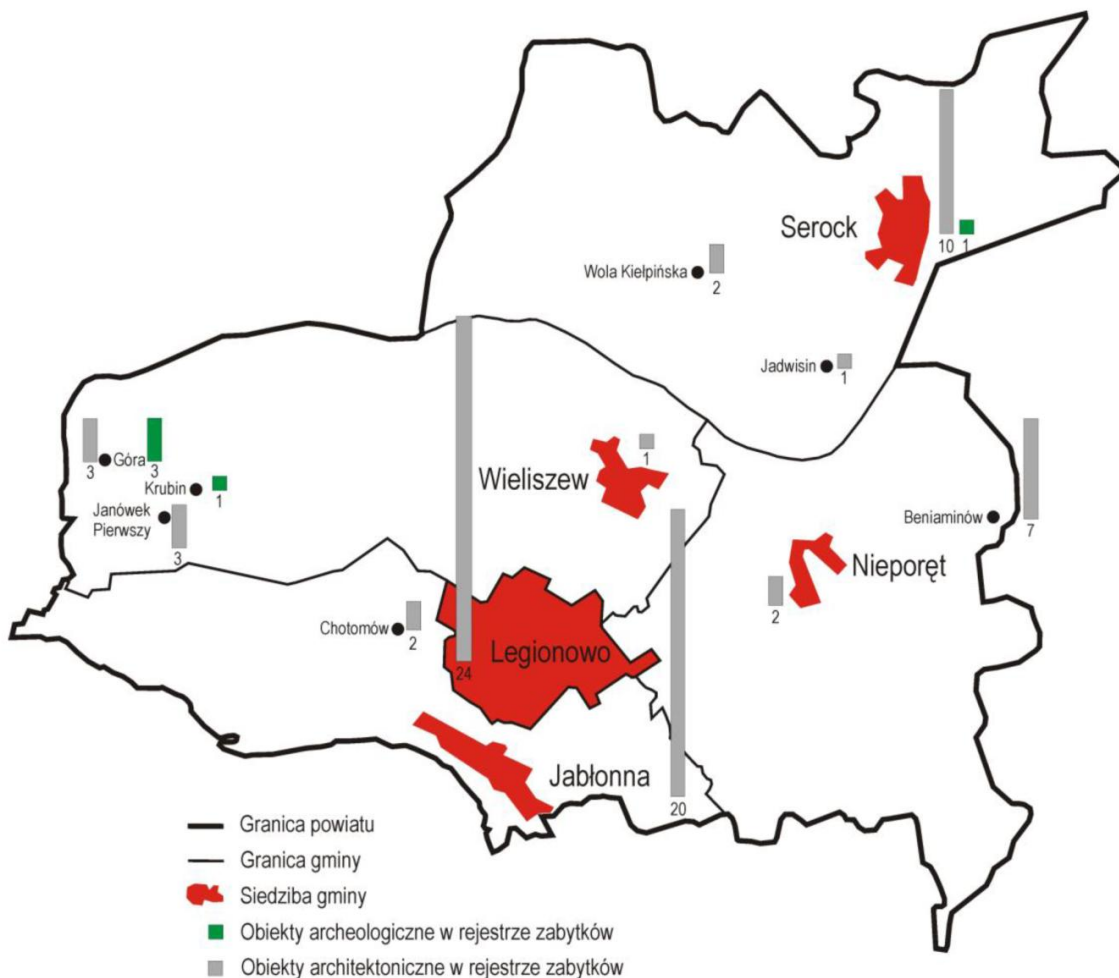 Serock
10
1
Wola Kiełpińska
2
Jadwisin
1
3
Góra
3
Krubin
1
Janówek
Pierwszy
3
Wieliszew
1
Beniaminów
7
Nieporęt
2
Chotomów
2
Legionowo
24
Jabłonna
20
Granica powiatu
Granica gminy
Siedziba gminy
Obiekty archeologiczne w rejestrze zabytków
Obiekty architektoniczne w rejestrze zabytków